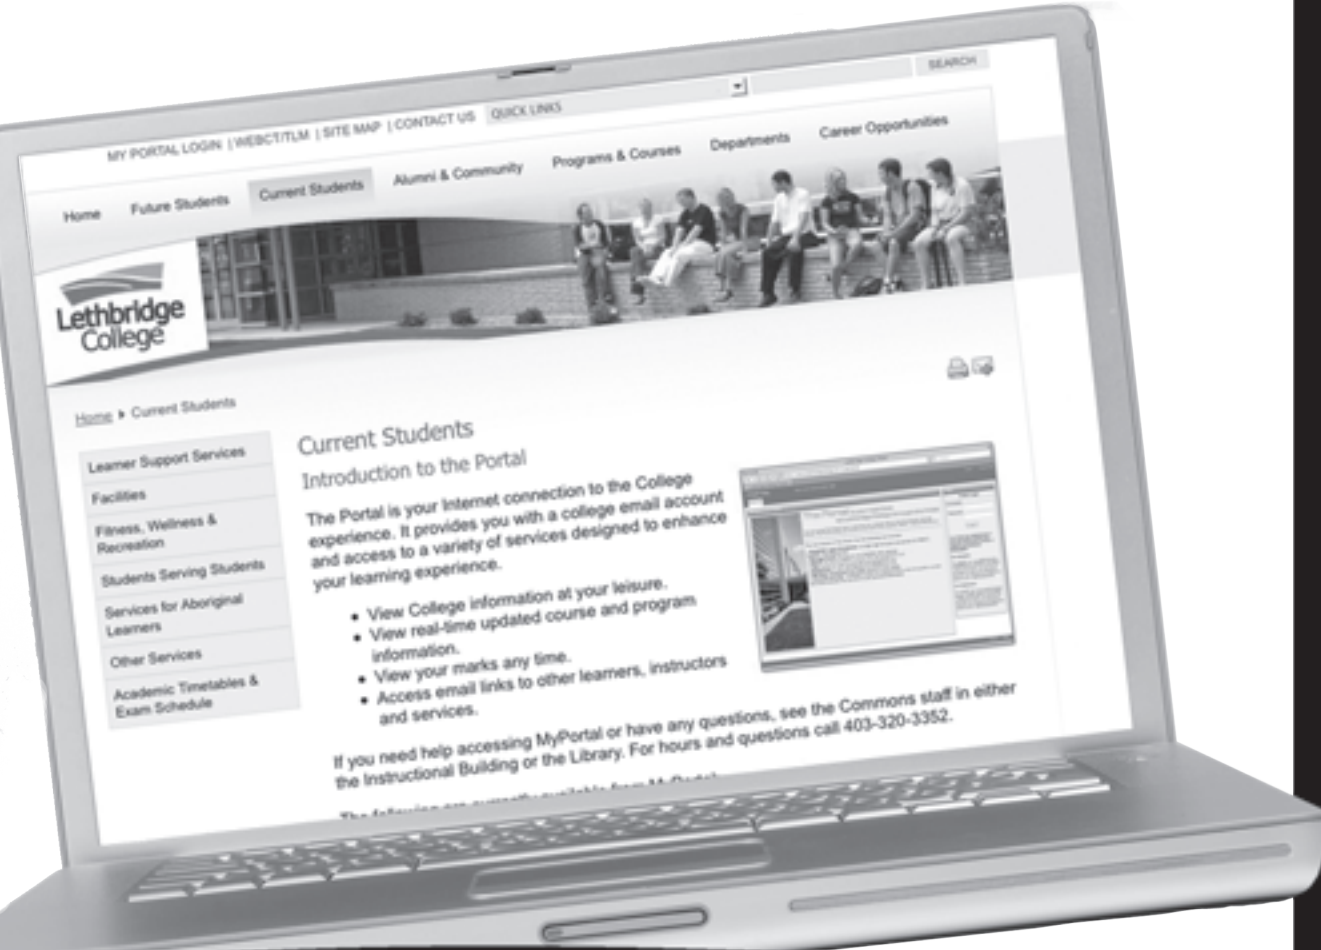 SEARCH
MY PORTAL LOGIN | WEBCT/TLM | SITE MAP | CONTACT US QUICK LINKS
Home Future Students Current Students Alumni & Community Programs & Courses Departments Career Opportunities
Lethbridge
College
Home Current Students
Learner Support Services
Facilities
Fitness, Wellness &
Recreation
Students Serving Students
Services for Aboriginal
Learners
Other Services
Academic Timetables &
Exam Schedule
Current Students
Introduction to the Portal
The Portal is your Internet connection to the College
experience. It provides you with a college email account
and access to a variety of services designed to enhance
your learning experience.
• View College information at your leisure.
• View real-time updated course and program
information.
• View your marks any time.
• Access email links to other learners, instructors
and services.
If you need help accessing MyPortal or have any questions, see the Commons staff in either
the Instructional Building or the Library. For hours and questions call 403-320-3352.
The following are currently available from MyPortal